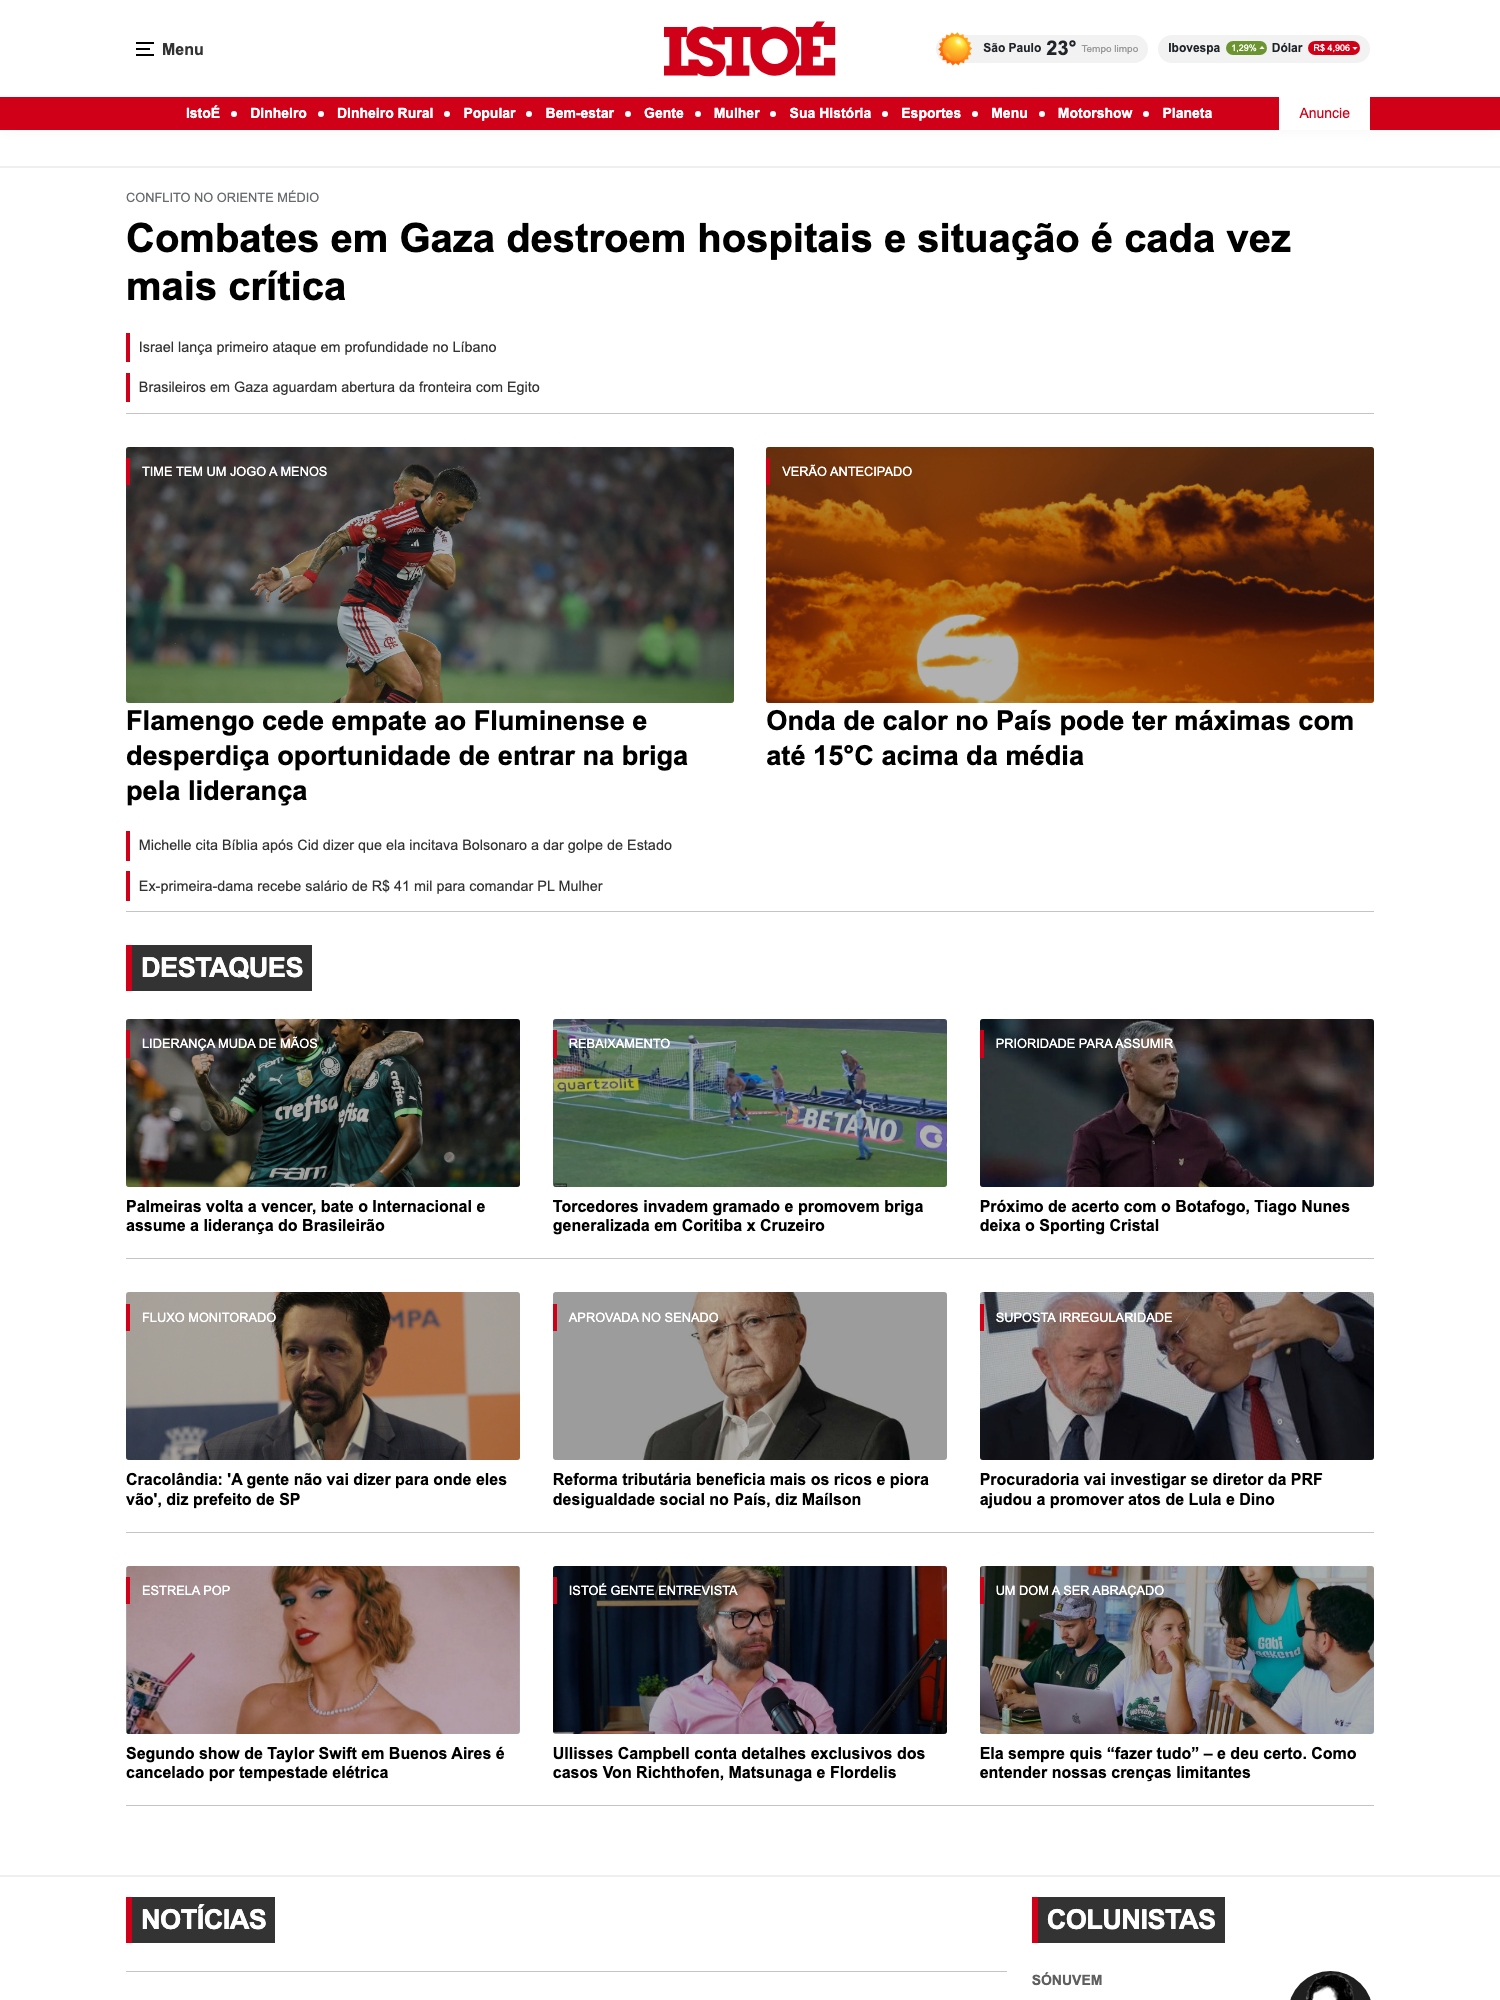 Menu
ISTOÉ
São Paulo 23° Tempo limpo
Ibovespa 1,29% Dólar R$ 4,906
IstoÉ
Dinheiro
Dinheiro Rural
Popular
Bem-estar
Gente
Mulher
Sua História
Esportes
Menu
Motorshow
Planeta
Anuncie
CONFLITO NO ORIENTE MÉDIO
Combates em Gaza destroem hospitais e situação é cada vez
mais crítica
Israel lança primeiro ataque em profundidade no Líbano
Brasileiros em Gaza aguardam abertura da fronteira com Egito
TIME TEM UM JOGO A MENOS
Flamengo cede empate ao Fluminense e
desperdiça oportunidade de entrar na briga
pela liderança
VERÃO ANTECIPADO
Onda de calor no País pode ter máximas com
até 15°C acima da média
Michelle cita Bíblia após Cid dizer que ela incitava Bolsonaro a dar golpe de Estado
Ex-primeira-dama recebe salário de R$ 41 mil para comandar PL Mulher
DESTAQUES
LIDERANÇA MUDA DE MÃOS
crefisa
crefisa
FAM
Palmeiras volta a vencer, bate o Internacional e
assume a liderança do Brasileirão
REBAIXAMENTO
quartzolit
BETANO
Torcedores invadem gramado e promovem briga
generalizada em Coritiba x Cruzeiro
PRIORIDADE PARA ASSUMIR
Próximo de acerto com o Botafogo, Tiago Nunes
deixa o Sporting Cristal
FLUXO MONITORADO
MPA
Cracolândia: 'A gente não vai dizer para onde eles
vão', diz prefeito de SP
APROVADA NO SENADO
Reforma tributária beneficia mais os ricos e piora
desigualdade social no País, diz Maílson
SUPOSTA IRREGULARIDADE
Procuradoria vai investigar se diretor da PRF
ajudou a promover atos de Lula e Dino
ESTRELA POP
Segundo show de Taylor Swift em Buenos Aires é
cancelado por tempestade elétrica
ISTOÉ GENTE ENTREVISTA
Ullisses Campbell conta detalhes exclusivos dos
casos Von Richthofen, Matsunaga e Flordelis
UM DOM A SER ABRAÇADO
Gabi
weekend
Ela sempre quis “fazer tudo” – e deu certo. Como
entender nossas crenças limitantes
NOTÍCIAS
COLUNISTAS
SÓNUVEM